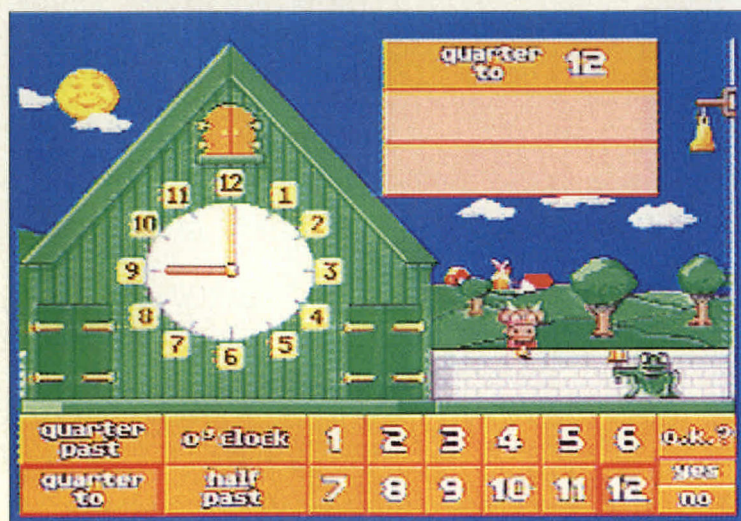 quarter to 12
12
11 1
10 2
9 3
8 4
7 5
6
quarter past o'clock 1 2 3 4 5 6 o.k.?
quarter to half past 7 8 9 10 11 12 yes
no